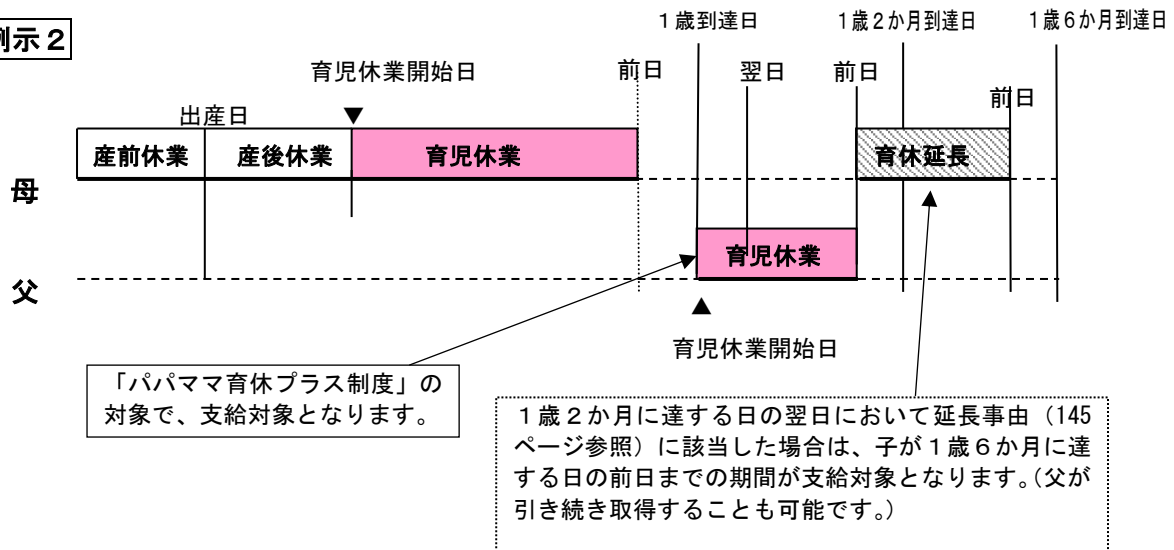 例示２
１歳到達日
１歳２か月到達日
１歳６か月到達日
育児休業開始日
前日
翌日
前日
前日
出産日
▼
産前休業
産後休業
育児休業
育休延長
母
育児休業
父
▲
育児休業開始日
「パパママ育休プラス制度」の
対象で、支給対象となります。
１歳２か月に達する日の翌日において延長事由（145
ページ参照）に該当した場合は、子が１歳６か月に達
する日の前日までの期間が支給対象となります。（父が
引き続き取得することも可能です。）